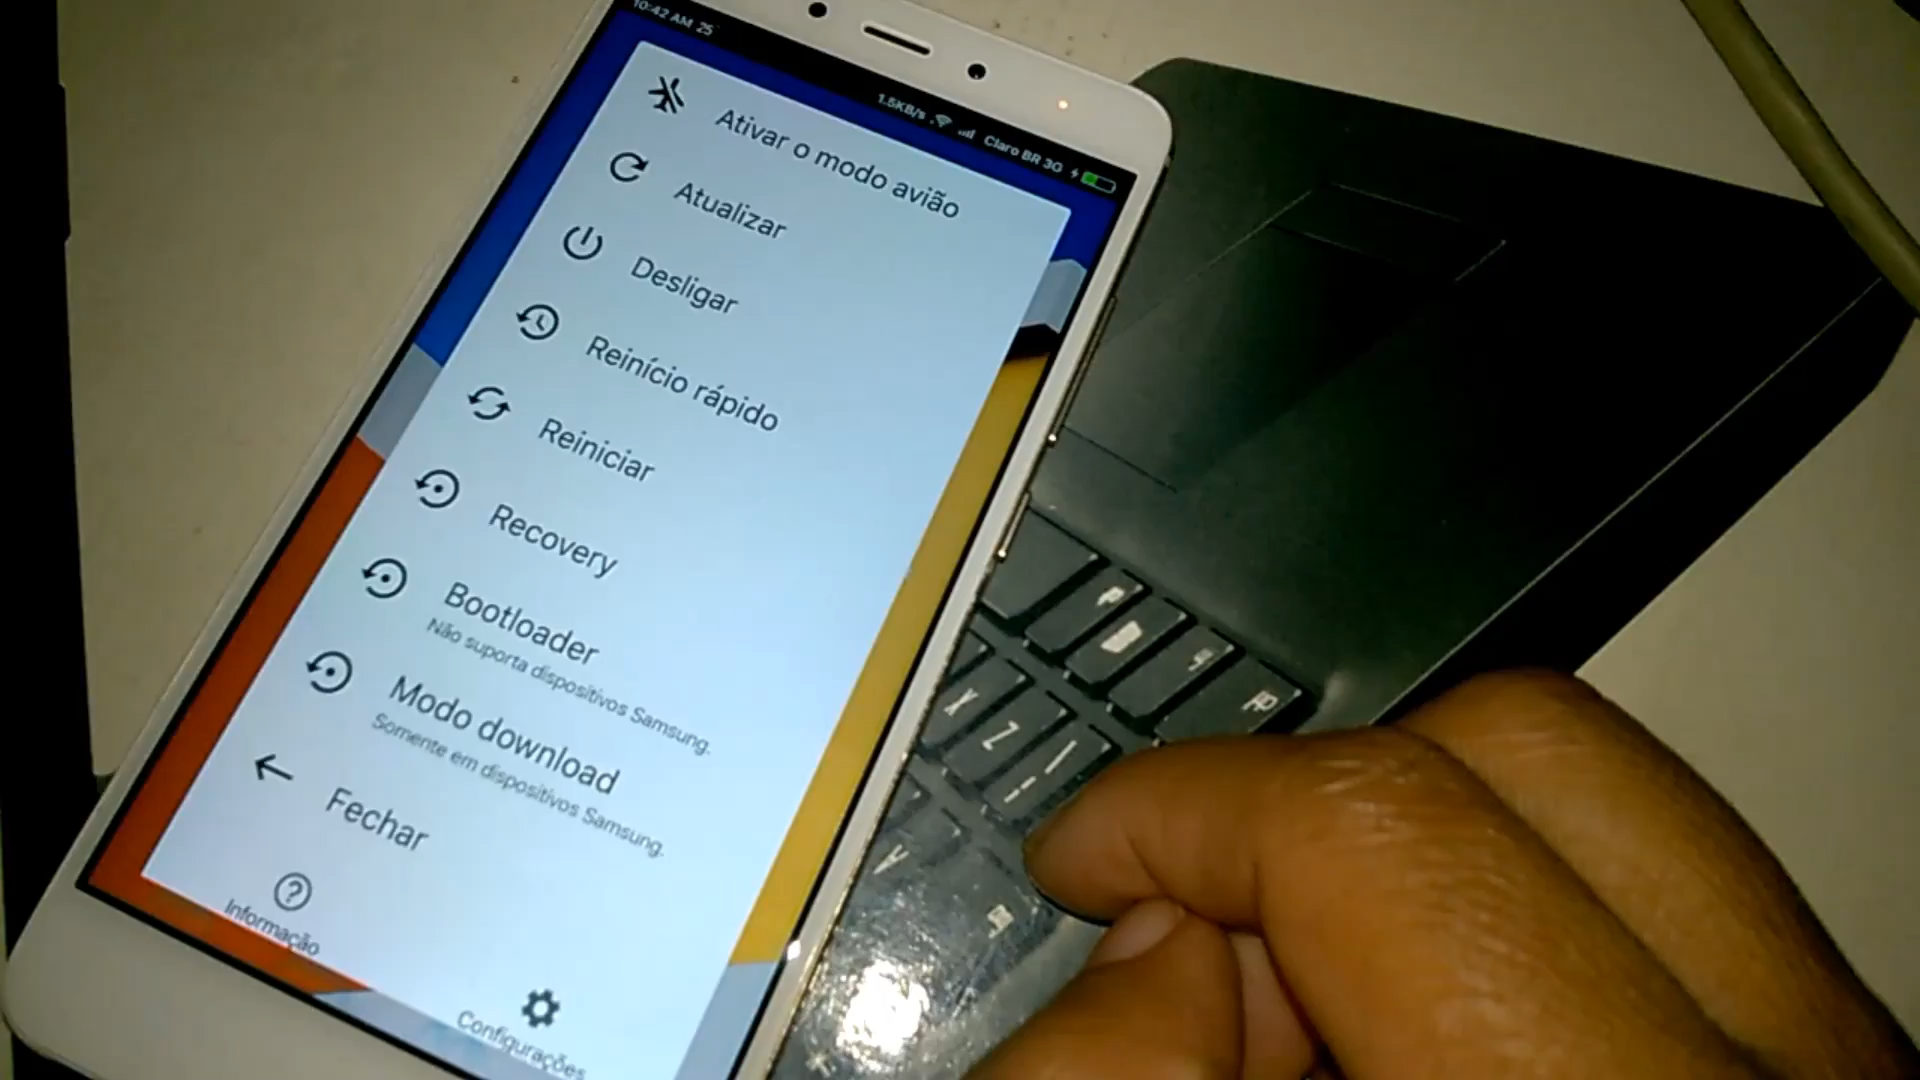 10:42 AM 25
1.5KB/s
Claro BR 3G
Ativar o modo avião
Atualizar
Desligar
Reinício rápido
Reiniciar
Recovery
Bootloader
Não suporta dispositivos Samsung.
Modo download
Somente em dispositivos Samsung.
Fechar
Informação
Configurações
X
Z